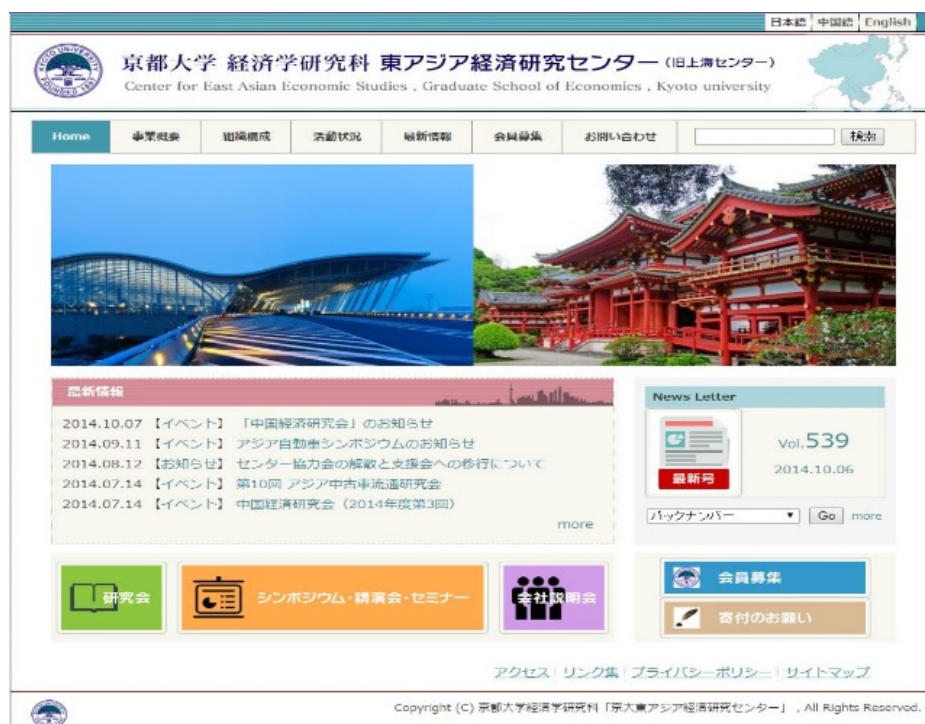 日本語 中国語 English
京都大学 経済学研究科 東アジア経済研究センター (旧上海センター)
Center for East Asian Economic Studies , Graduate School of Economics , Kyoto university
Home 事業概要 組織構成 活動状況 最新情報 会員募集 お問い合わせ 検索
最新情報
2014.10.07 【イベント】 「中国経済研究会」のお知らせ
2014.09.11 【イベント】 アジア自動車シンポジウムのお知らせ
2014.08.12 【お知らせ】 センター協力会の解散と支援会への移行について
2014.07.14 【イベント】 第10回 アジア中古車流通研究会
2014.07.14 【イベント】 中国経済研究会（2014年度第3回）
more
News Letter
Vol.539
2014.10.06
最新号
バックナンバー Go more
研究会
シンポジウム・講演会・セミナー
会社説明会
会員募集
寄付のお願い
アクセス リンク集 プライバシーポリシー サイトマップ
Copyright (C) 京都大学経済学研究科「京大東アジア経済研究センター」 , All Rights Reserved.